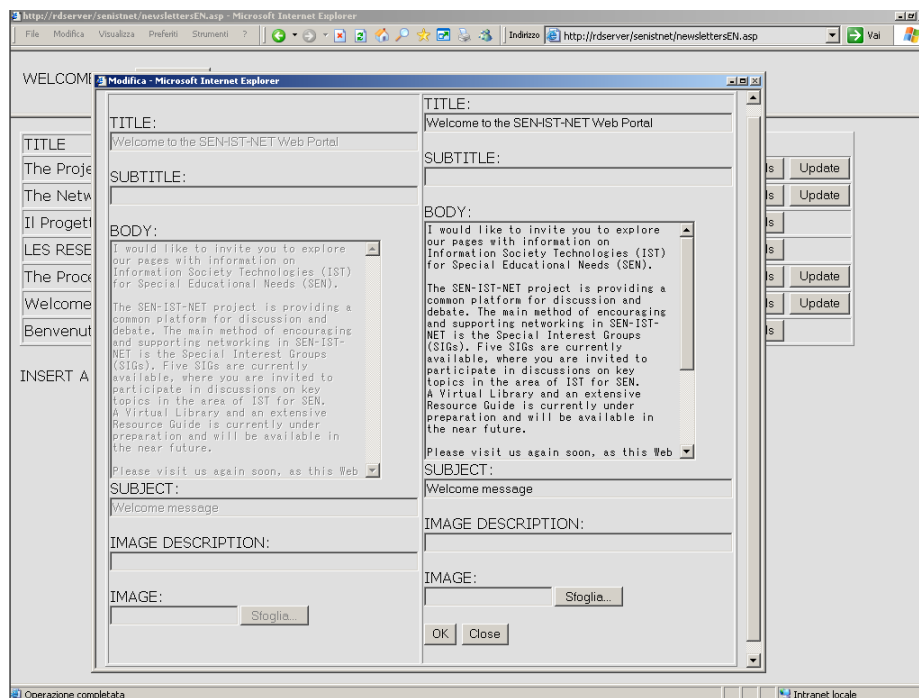 http://rdserver/senistnet/newslettersEN.asp - Microsoft Internet Explorer
File Modifica Visualizza Preferiti Strumenti ? Indirizzo http://rdserver/senistnet/newslettersEN.asp Vai
WELCOME
Modifica - Microsoft Internet Explorer
TITLE
The Proje
The Netw
Il Progett
LES RESE
The Proce
Welcome
Benvenut
INSERT A
TITLE:
Welcome to the SEN-IST-NET Web Portal
SUBTITLE:
BODY:
I would like to invite you to explore
our pages with information on
Information Society Technologies (IST)
for Special Educational Needs (SEN).
The SEN-IST-NET project is providing a
common platform for discussion and
debate. The main method of encouraging
and supporting networking in SEN-IST-
NET is the Special Interest Groups
(SIGs). Five SIGs are currently
available, where you are invited to
participate in discussions on key
topics in the area of IST for SEN.
A Virtual Library and an extensive
Resource Guide is currently under
preparation and will be available in
the near future.
Please visit us again soon, as this Web
SUBJECT:
Welcome message
IMAGE DESCRIPTION:
IMAGE:
Sfoglia...
TITLE:
Welcome to the SEN-IST-NET Web Portal
SUBTITLE:
BODY:
I would like to invite you to explore
our pages with information on
Information Society Technologies (IST)
for Special Educational Needs (SEN).
The SEN-IST-NET project is providing a
common platform for discussion and
debate. The main method of encouraging
and supporting networking in SEN-IST-
NET is the Special Interest Groups
(SIGs). Five SIGs are currently
available, where you are invited to
participate in discussions on key
topics in the area of IST for SEN.
A Virtual Library and an extensive
Resource Guide is currently under
preparation and will be available in
the near future.
Please visit us again soon, as this Web
SUBJECT:
Welcome message
IMAGE DESCRIPTION:
IMAGE:
Sfoglia...
OK Close
ls Update
ls Update
ls
ls
ls Update
ls Update
ls
Operazione completata Intranet locale